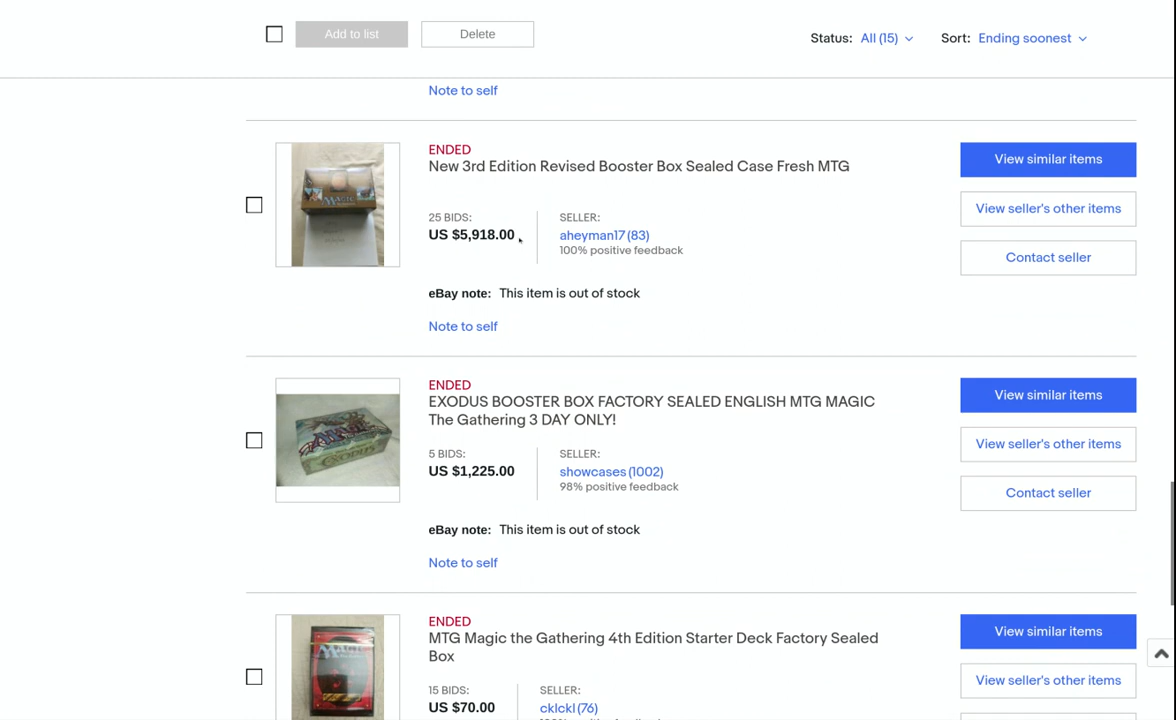 Add to list
Delete
Status: All (15)
Sort: Ending soonest
Note to self
ENDED
New 3rd Edition Revised Booster Box Sealed Case Fresh MTG
25 BIDS:
US $5,918.00
SELLER:
aheyman17 (83)
100% positive feedback
eBay note: This item is out of stock
Note to self
View similar items
View seller's other items
Contact seller
MAGIC
ENDED
EXODUS BOOSTER BOX FACTORY SEALED ENGLISH MTG MAGIC
The Gathering 3 DAY ONLY!
5 BIDS:
US $1,225.00
SELLER:
showcases (1002)
98% positive feedback
eBay note: This item is out of stock
Note to self
View similar items
View seller's other items
Contact seller
EXODUS
ENDED
MTG Magic the Gathering 4th Edition Starter Deck Factory Sealed
Box
15 BIDS:
US $70.00
SELLER:
cklckl (76)
View similar items
View seller's other items